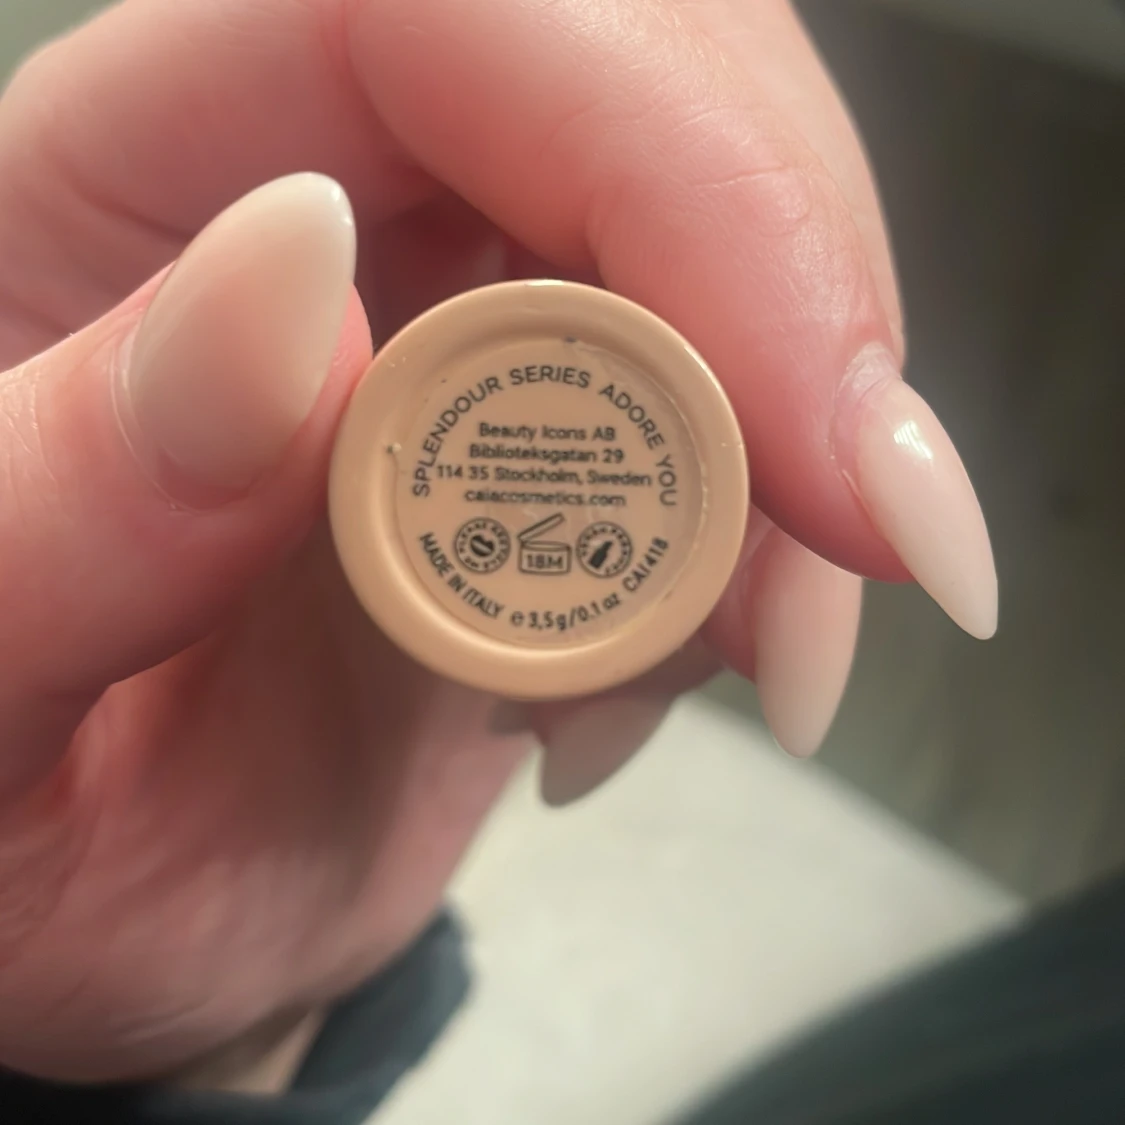 SPLENDOUR SERIES ADORE YOU
Beauty Icons AB
Biblioteksgatan 29
114 35 Stockholm, Sweden
caiacosmetics.com
18M
MADE IN ITALY e 3,5g/0.1 oz CAI418